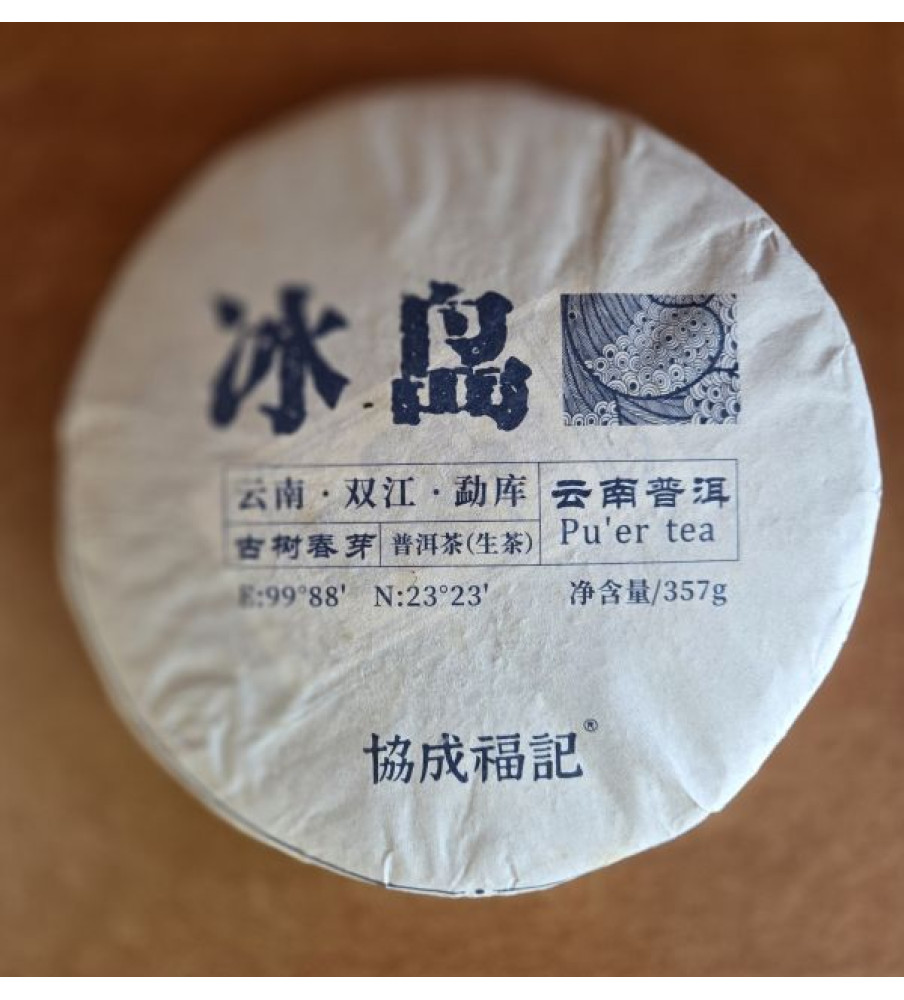 冰岛
云南·双江·勐库
云南普洱
Pu'er tea
古树春芽
普洱茶(生茶)
E:99°88' N:23°23'
净含量/357g
協成福記®